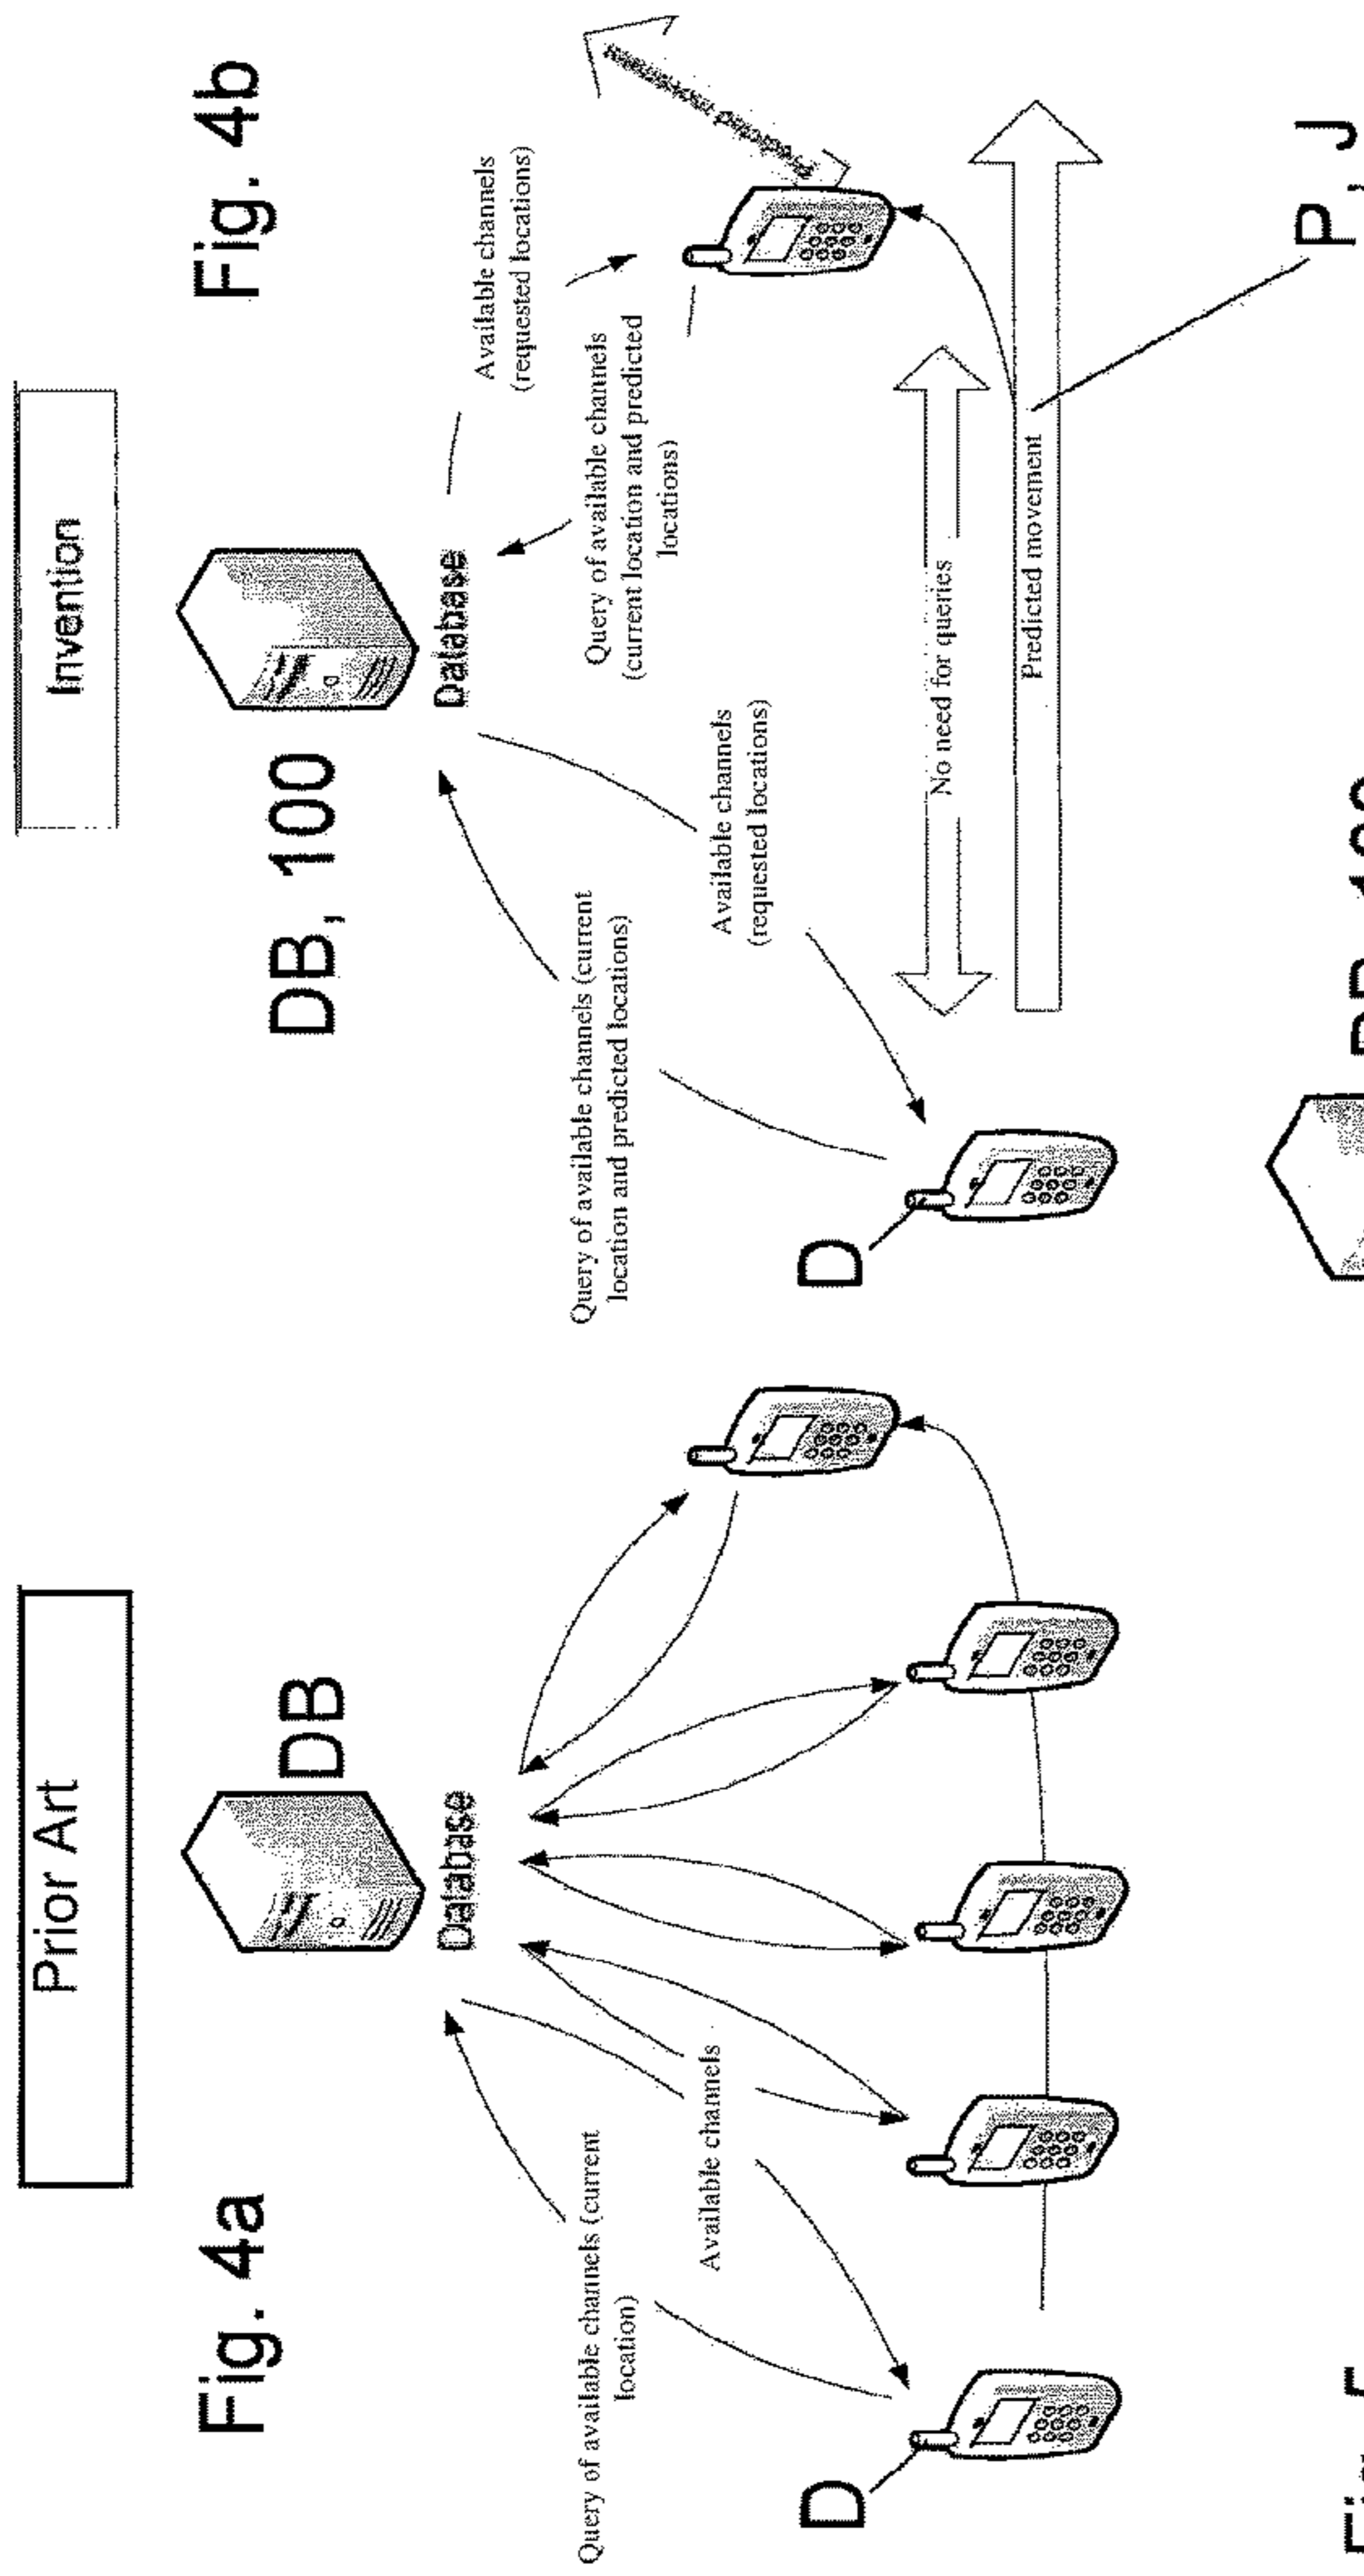 Prior Art
Fig. 4a
DB
Database
Query of available channels (current
location)
Available channels
D
Invention
Fig. 4b
DB, 100
Database
Available channels
(requested locations)
Query of available channels
(current location and predicted
locations)
Query of available channels (current
location and predicted locations)
Available channels
(requested locations)
Predicted movement
No need for queries
Predicted movement
D
P, J